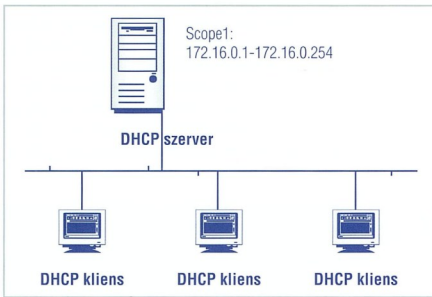 Scope1:
172.16.0.1-172.16.0.254
DHCP szerver
DHCP kliens
DHCP kliens
DHCP kliens